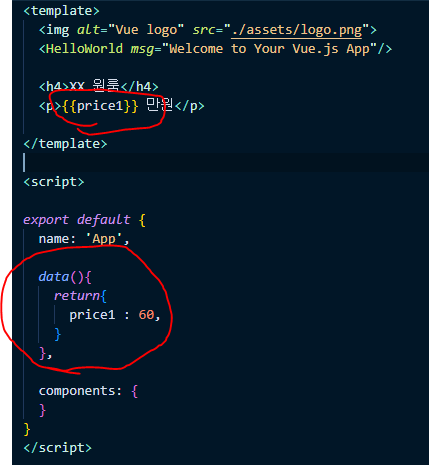 <template>
<img alt="Vue logo" src="./assets/logo.png">
<HelloWorld msg="Welcome to Your Vue.js App"/>
<h4>XX 원룸</h4>
<p>{{price1}} 만원</p>
</template>
<script>
export default {
name: 'App',
data(){
return{
price1 : 60,
}
},
components: {
}
}
</script>